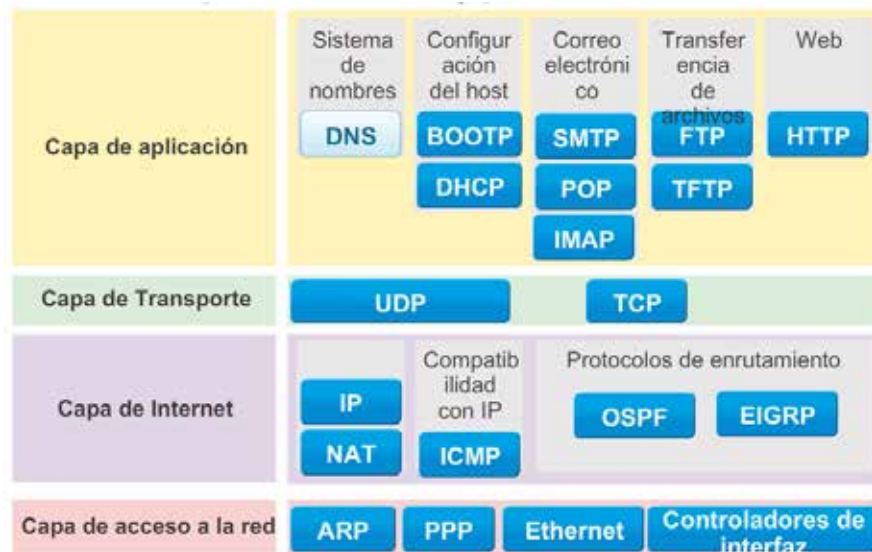 Sistema
de
nombres
DNS
Configur
ación
del host
BOOTP
DHCP
Correo
electróni
co
SMTP
POP
IMAP
Transfer
encia
de
archivos
FTP
TFTP
Web
HTTP
Capa de aplicación
Capa de Transporte
UDP
TCP
Capa de Internet
IP
NAT
Compatib
ilidad
con IP
ICMP
Protocolos de enrutamiento
OSPF
EIGRP
Capa de acceso a la red
ARP
PPP
Ethernet
Controladores de
interfaz